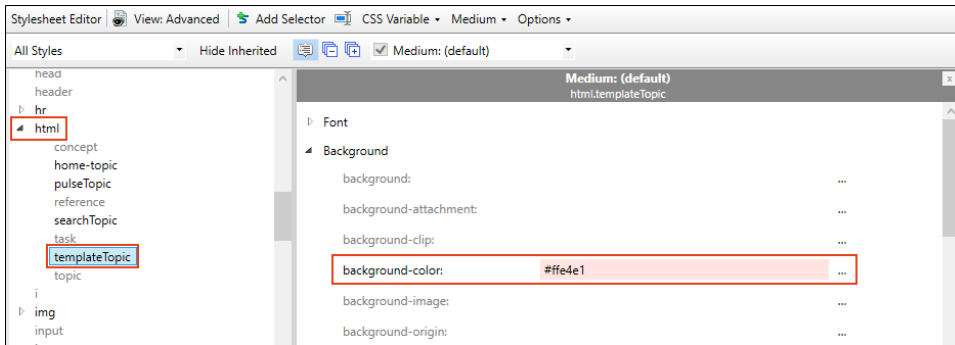 Stylesheet Editor View: Advanced Add Selector CSS Variable Medium Options
All Styles Hide Inherited Medium: (default)
head
header
hr
html
concept
home-topic
pulseTopic
reference
searchTopic
task
templateTopic
topic
i
img
input
Medium: (default)
html.templateTopic
Font
Background
background: ...
background-attachment: ...
background-clip: ...
background-color: #ffe4e1 ...
background-image: ...
background-origin: ...